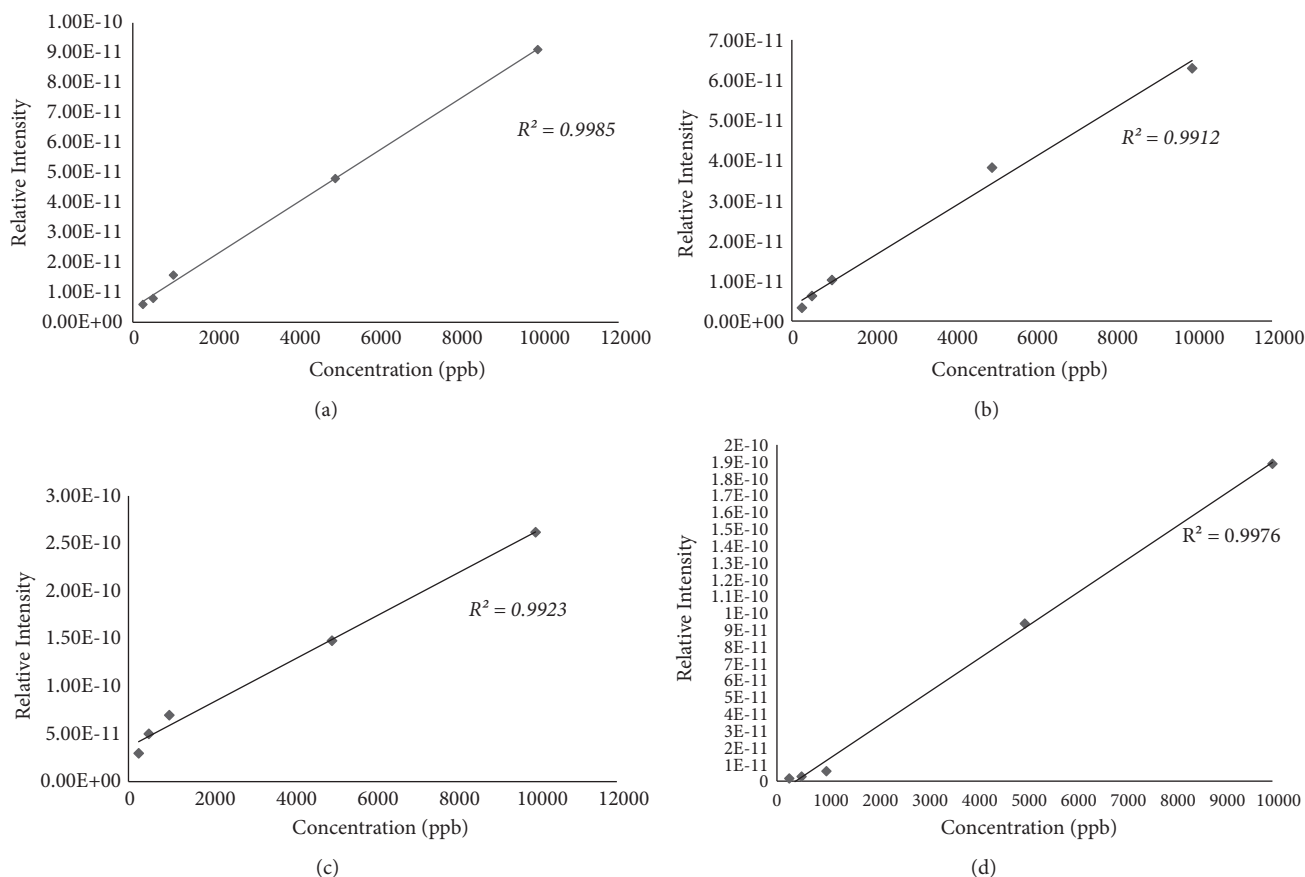 1.00E-10
9.00E-11
8.00E-11
7.00E-11
6.00E-11
5.00E-11
4.00E-11
3.00E-11
2.00E-11
1.00E-11
0.00E+00
Relative Intensity
R² = 0.9985
0 2000 4000 6000 8000 10000 12000
Concentration (ppb)
(a)
7.00E-11
6.00E-11
5.00E-11
4.00E-11
3.00E-11
2.00E-11
1.00E-11
0.00E+00
Relative Intensity
R² = 0.9912
0 2000 4000 6000 8000 10000 12000
Concentration (ppb)
(b)
3.00E-10
2.50E-10
2.00E-10
1.50E-10
1.00E-10
5.00E-11
0.00E+00
Relative Intensity
R² = 0.9923
0 2000 4000 6000 8000 10000 12000
Concentration (ppb)
(c)
2E-10
1.9E-10
1.8E-10
1.7E-10
1.6E-10
1.5E-10
1.4E-10
1.3E-10
1.2E-10
1.1E-10
1E-10
9E-11
8E-11
7E-11
6E-11
5E-11
4E-11
3E-11
2E-11
1E-11
0
Relative Intensity
R² = 0.9976
0 1000 2000 3000 4000 5000 6000 7000 8000 9000 10000
Concentration (ppb)
(d)